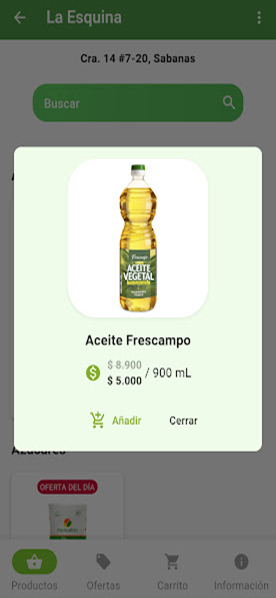 La Esquina
Cra. 14 #7-20, Sabanas
Buscar
Frescampo
ACEITE
VEGETAL
Aceite Frescampo
$ 8.900
$ 5.000 / 900 mL
Añadir
Cerrar
Azúcares
OFERTA DEL DÍA
Productos
Ofertas
Carrito
Información